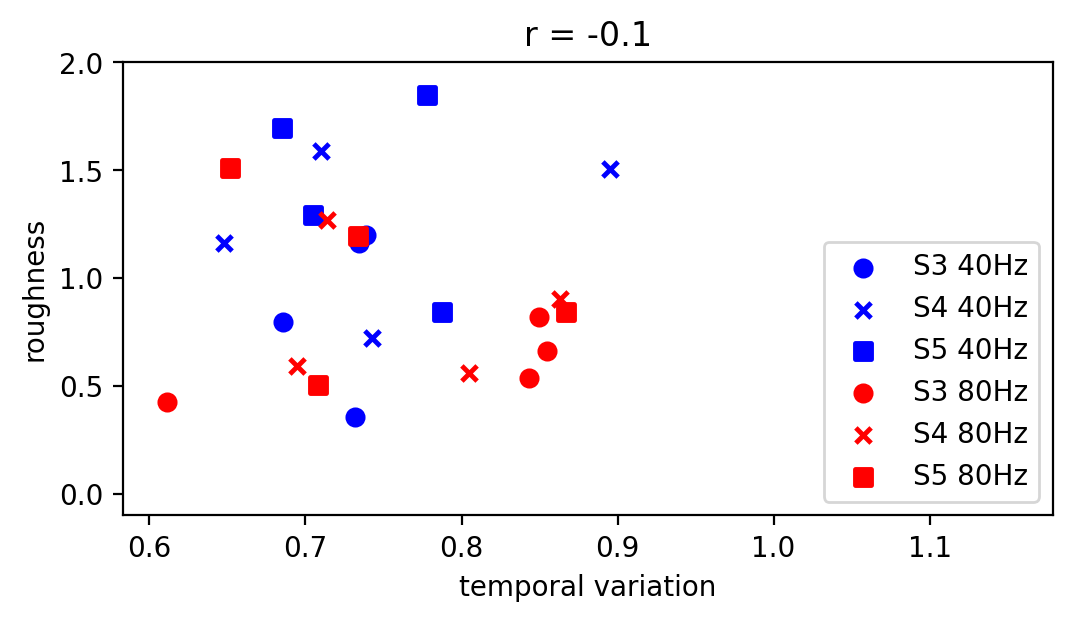 r = -0.1
2.0
1.5
1.0
0.5
0.0
roughness
S3 40Hz
S4 40Hz
S5 40Hz
S3 80Hz
S4 80Hz
S5 80Hz
0.6 0.7 0.8 0.9 1.0 1.1
temporal variation